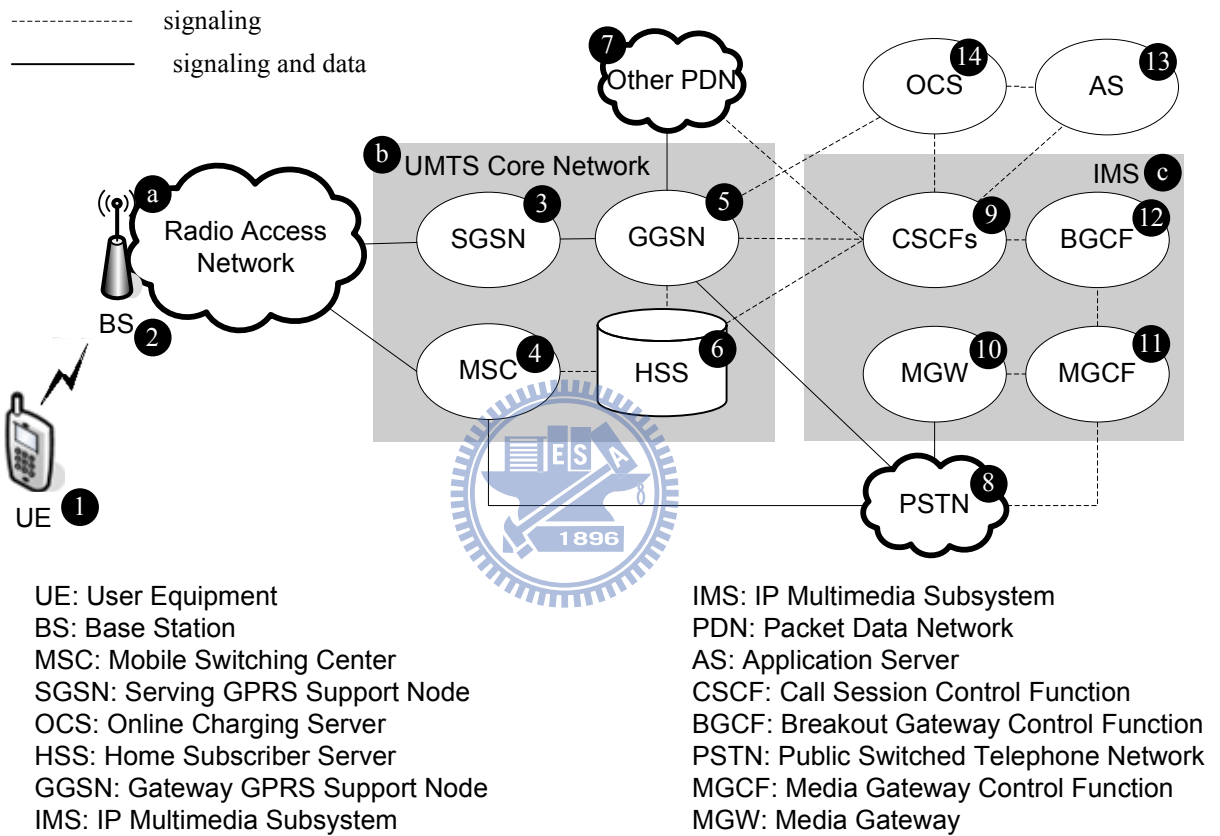 signaling
signaling and data
7
Other PDN
14
OCS
13
AS
b
UMTS Core Network
IMS c
a
Radio Access
Network
3
SGSN
5
GGSN
9
CSCFs
12
BGCF
BS 2
4
MSC
6
HSS
10
MGW
11
MGCF
UE 1
ESA
1896
8
PSTN
UE: User Equipment
BS: Base Station
MSC: Mobile Switching Center
SGSN: Serving GPRS Support Node
OCS: Online Charging Server
HSS: Home Subscriber Server
GGSN: Gateway GPRS Support Node
IMS: IP Multimedia Subsystem
IMS: IP Multimedia Subsystem
PDN: Packet Data Network
AS: Application Server
CSCF: Call Session Control Function
BGCF: Breakout Gateway Control Function
PSTN: Public Switched Telephone Network
MGCF: Media Gateway Control Function
MGW: Media Gateway